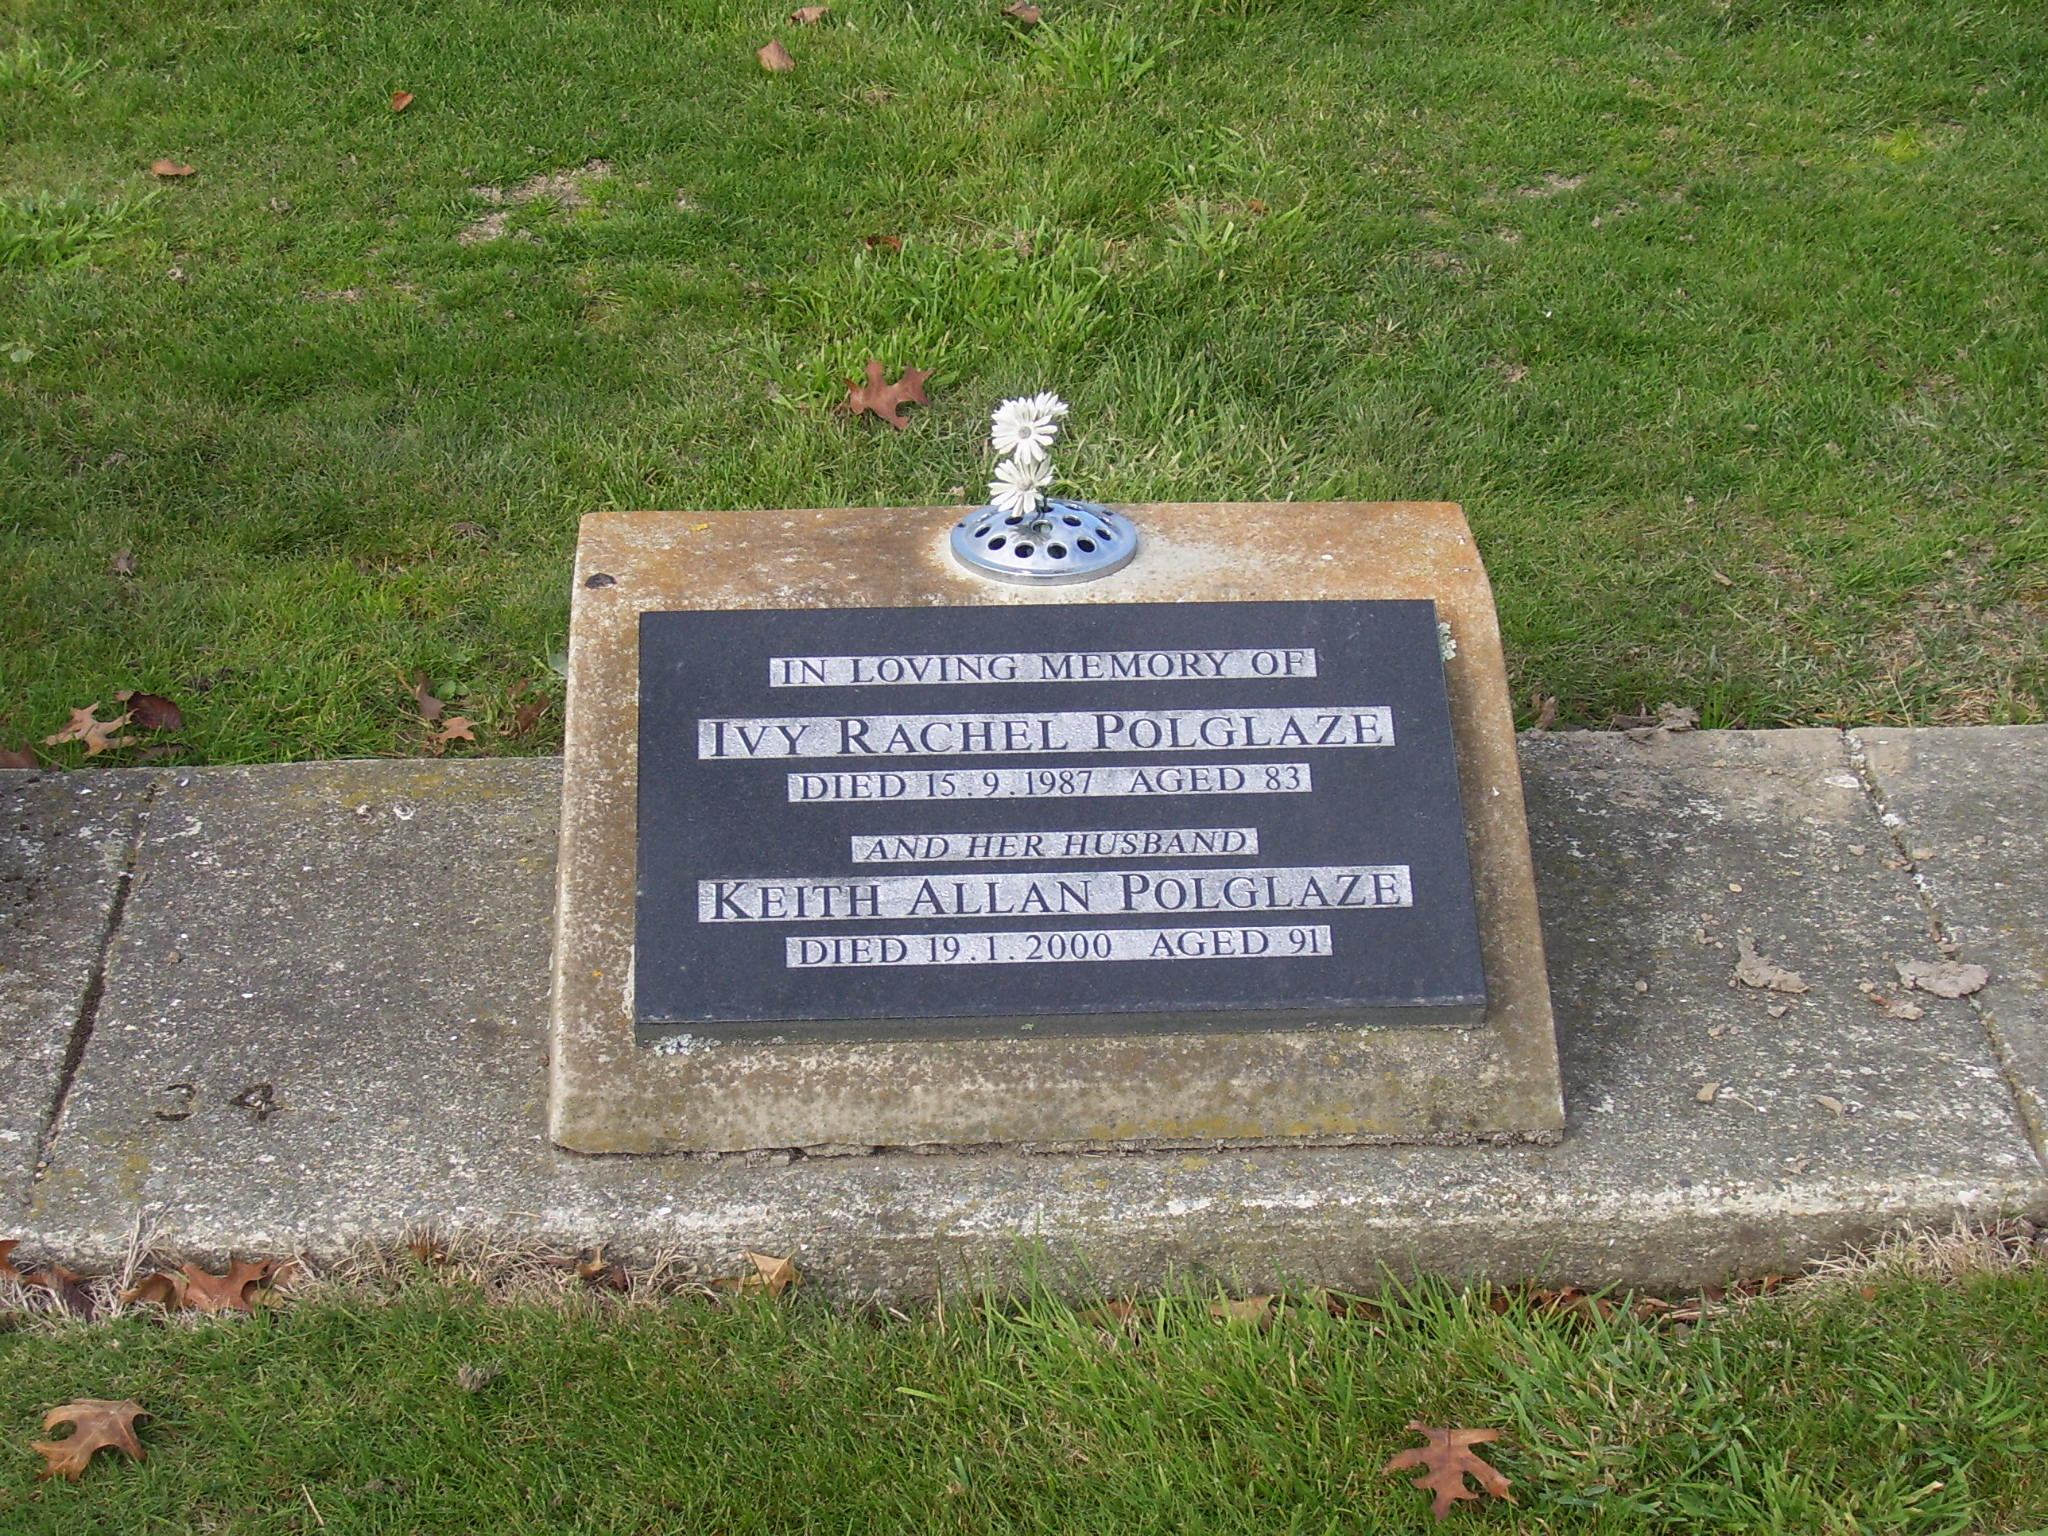 IN LOVING MEMORY OF
IVY RACHEL POLGLAZE
DIED 15.9.1987 AGED 83
AND HER HUSBAND
KEITH ALLAN POLGLAZE
DIED 19.1.2000 AGED 91